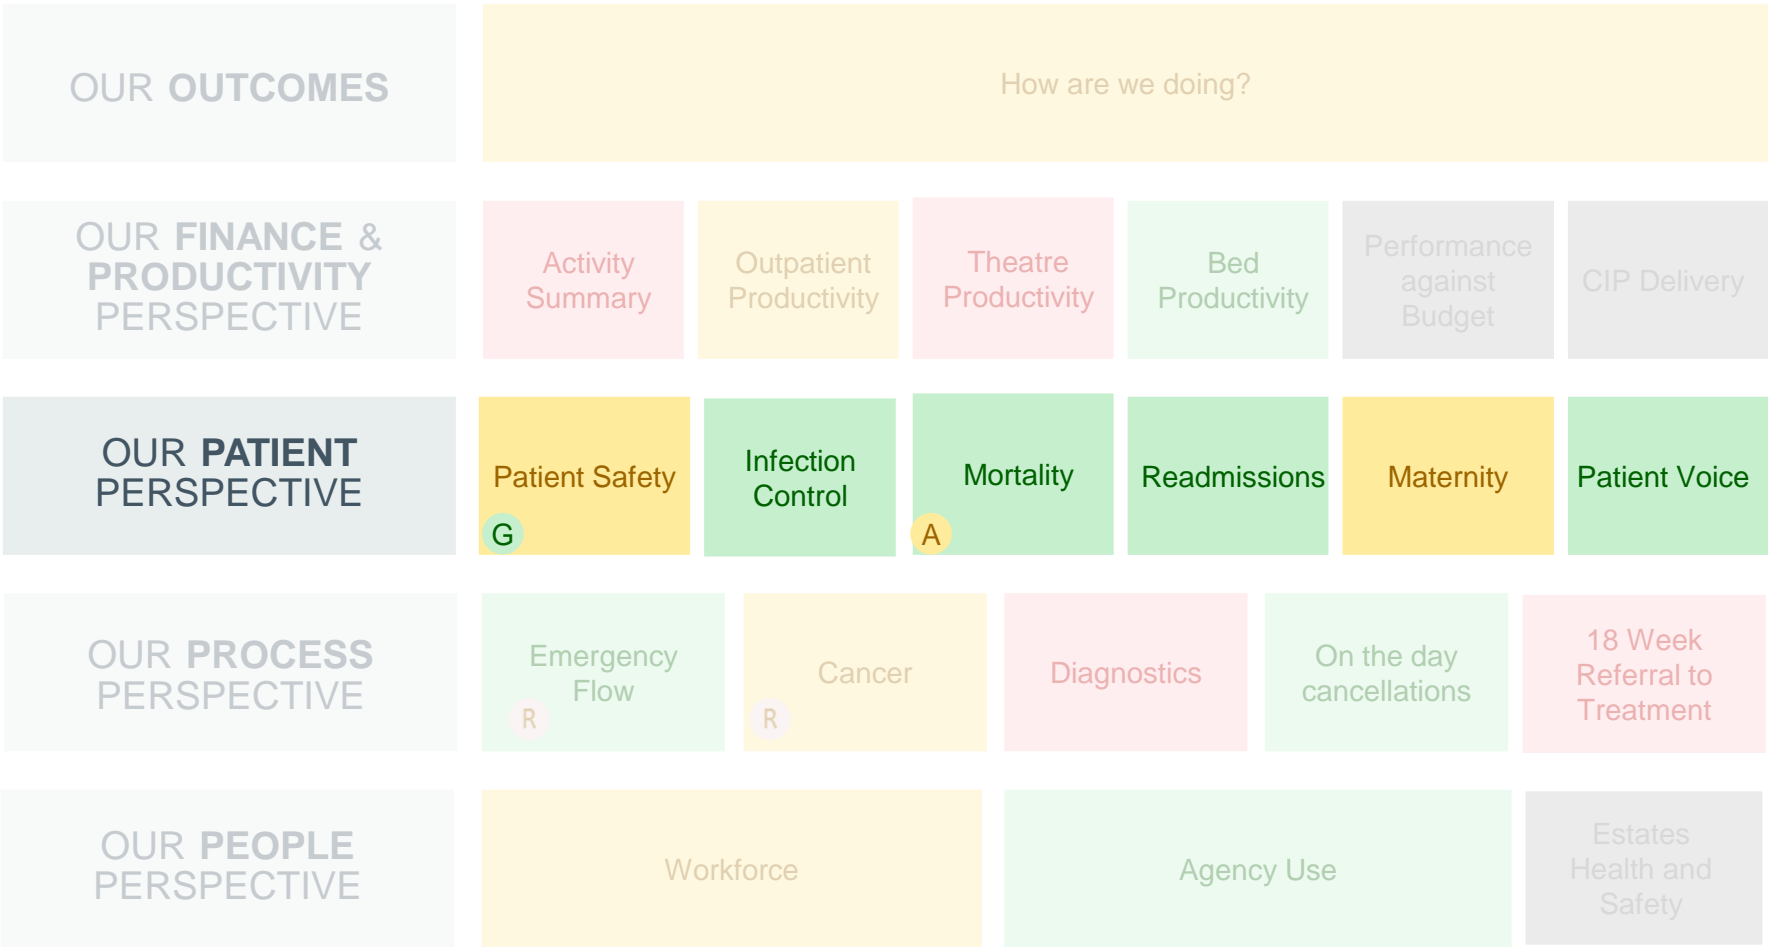 OUR OUTCOMES
How are we doing?
OUR FINANCE &
PRODUCTIVITY
PERSPECTIVE
Activity
Summary
Outpatient
Productivity
Theatre
Productivity
Bed
Productivity
Performance
against
Budget
CIP Delivery
OUR PATIENT
PERSPECTIVE
Patient Safety
G
Infection
Control
Mortality
A
Readmissions
Maternity
Patient Voice
OUR PROCESS
PERSPECTIVE
Emergency
Flow
R
Cancer
R
Diagnostics
On the day
cancellations
18 Week
Referral to
Treatment
OUR PEOPLE
PERSPECTIVE
Workforce
Agency Use
Estates
Health and
Safety